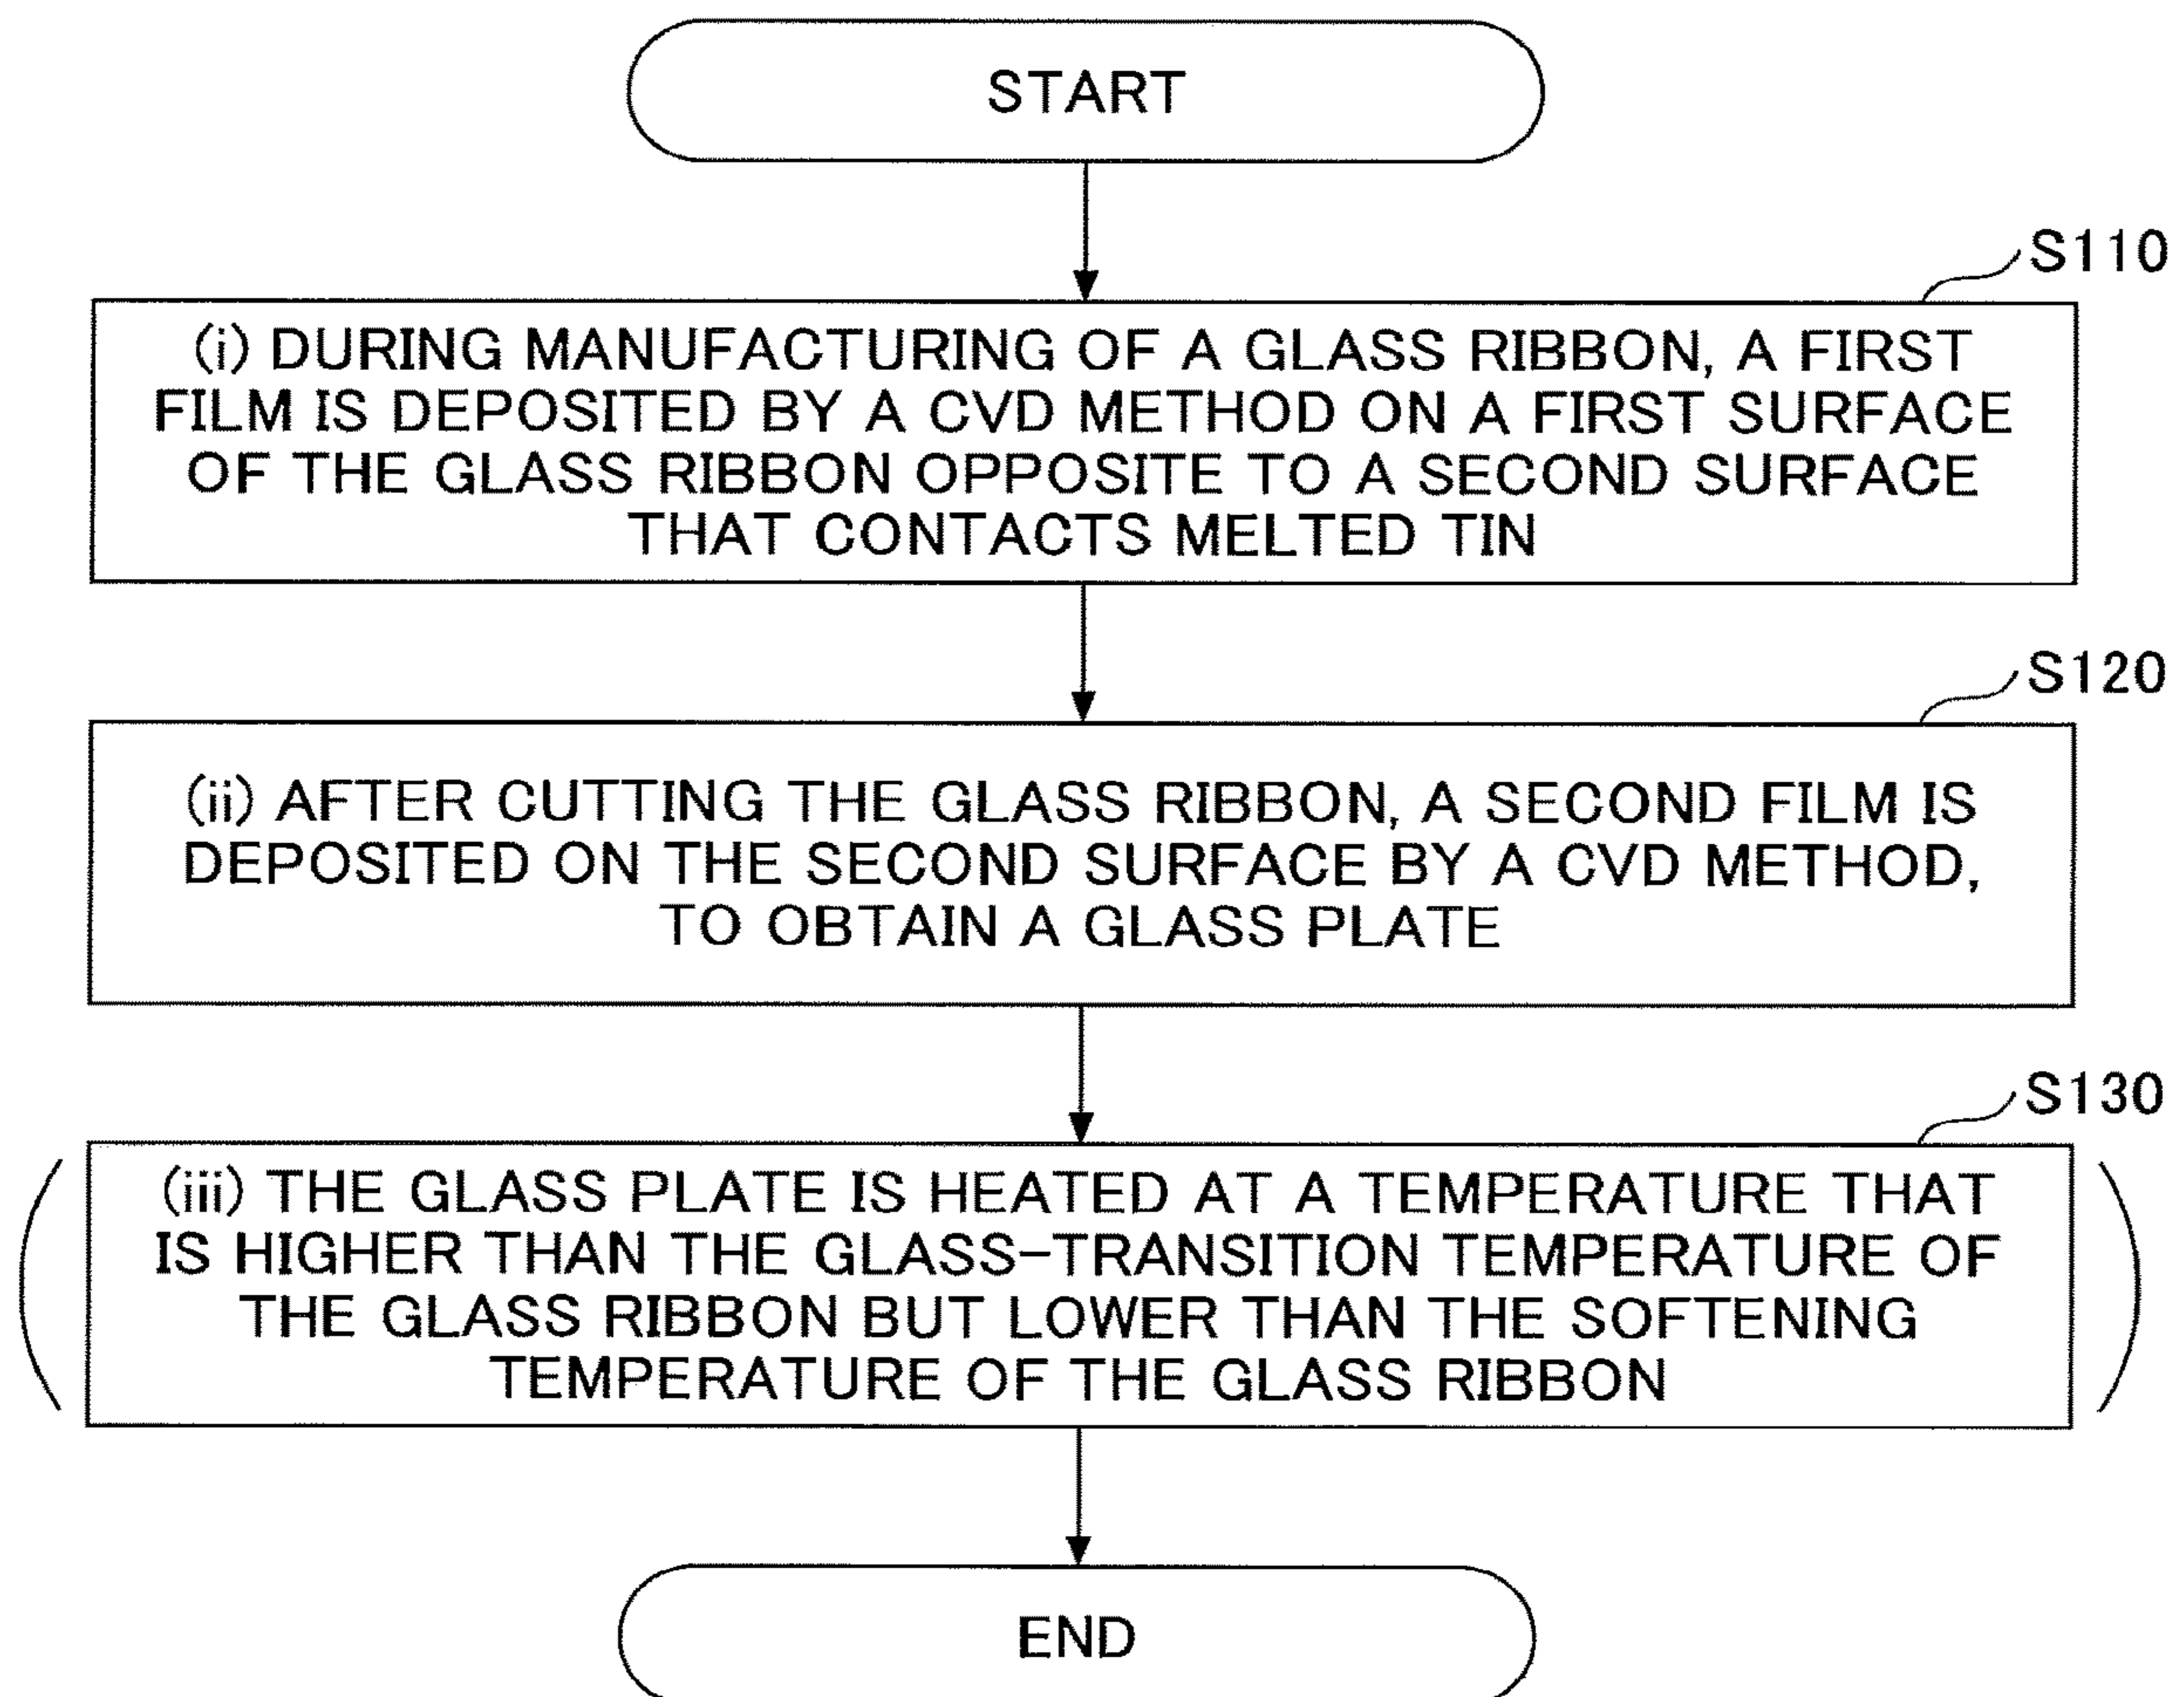 START
S110
(i) DURING MANUFACTURING OF A GLASS RIBBON, A FIRST
FILM IS DEPOSITED BY A CVD METHOD ON A FIRST SURFACE
OF THE GLASS RIBBON OPPOSITE TO A SECOND SURFACE
THAT CONTACTS MELTED TIN
S120
(ii) AFTER CUTTING THE GLASS RIBBON, A SECOND FILM IS
DEPOSITED ON THE SECOND SURFACE BY A CVD METHOD,
TO OBTAIN A GLASS PLATE
S130
(iii) THE GLASS PLATE IS HEATED AT A TEMPERATURE THAT
IS HIGHER THAN THE GLASS-TRANSITION TEMPERATURE OF
THE GLASS RIBBON BUT LOWER THAN THE SOFTENING
TEMPERATURE OF THE GLASS RIBBON
END